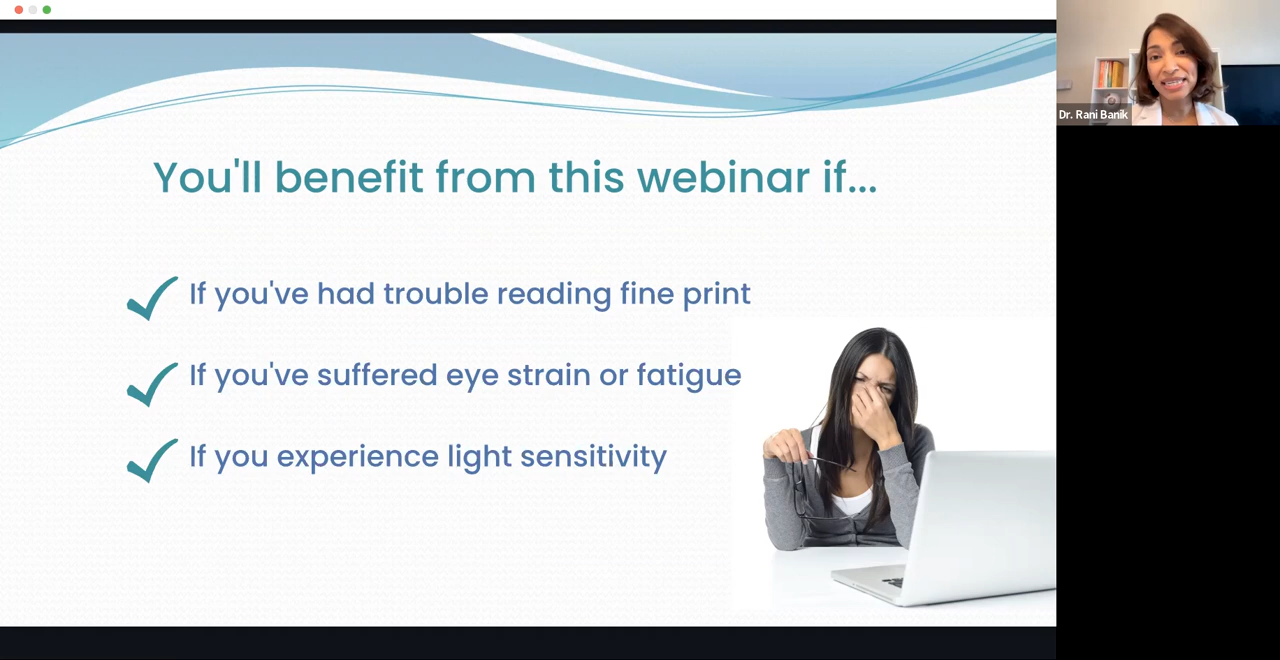 You'll benefit from this webinar if...
If you've had trouble reading fine print
If you've suffered eye strain or fatigue
If you experience light sensitivity
Dr. Rani Banik